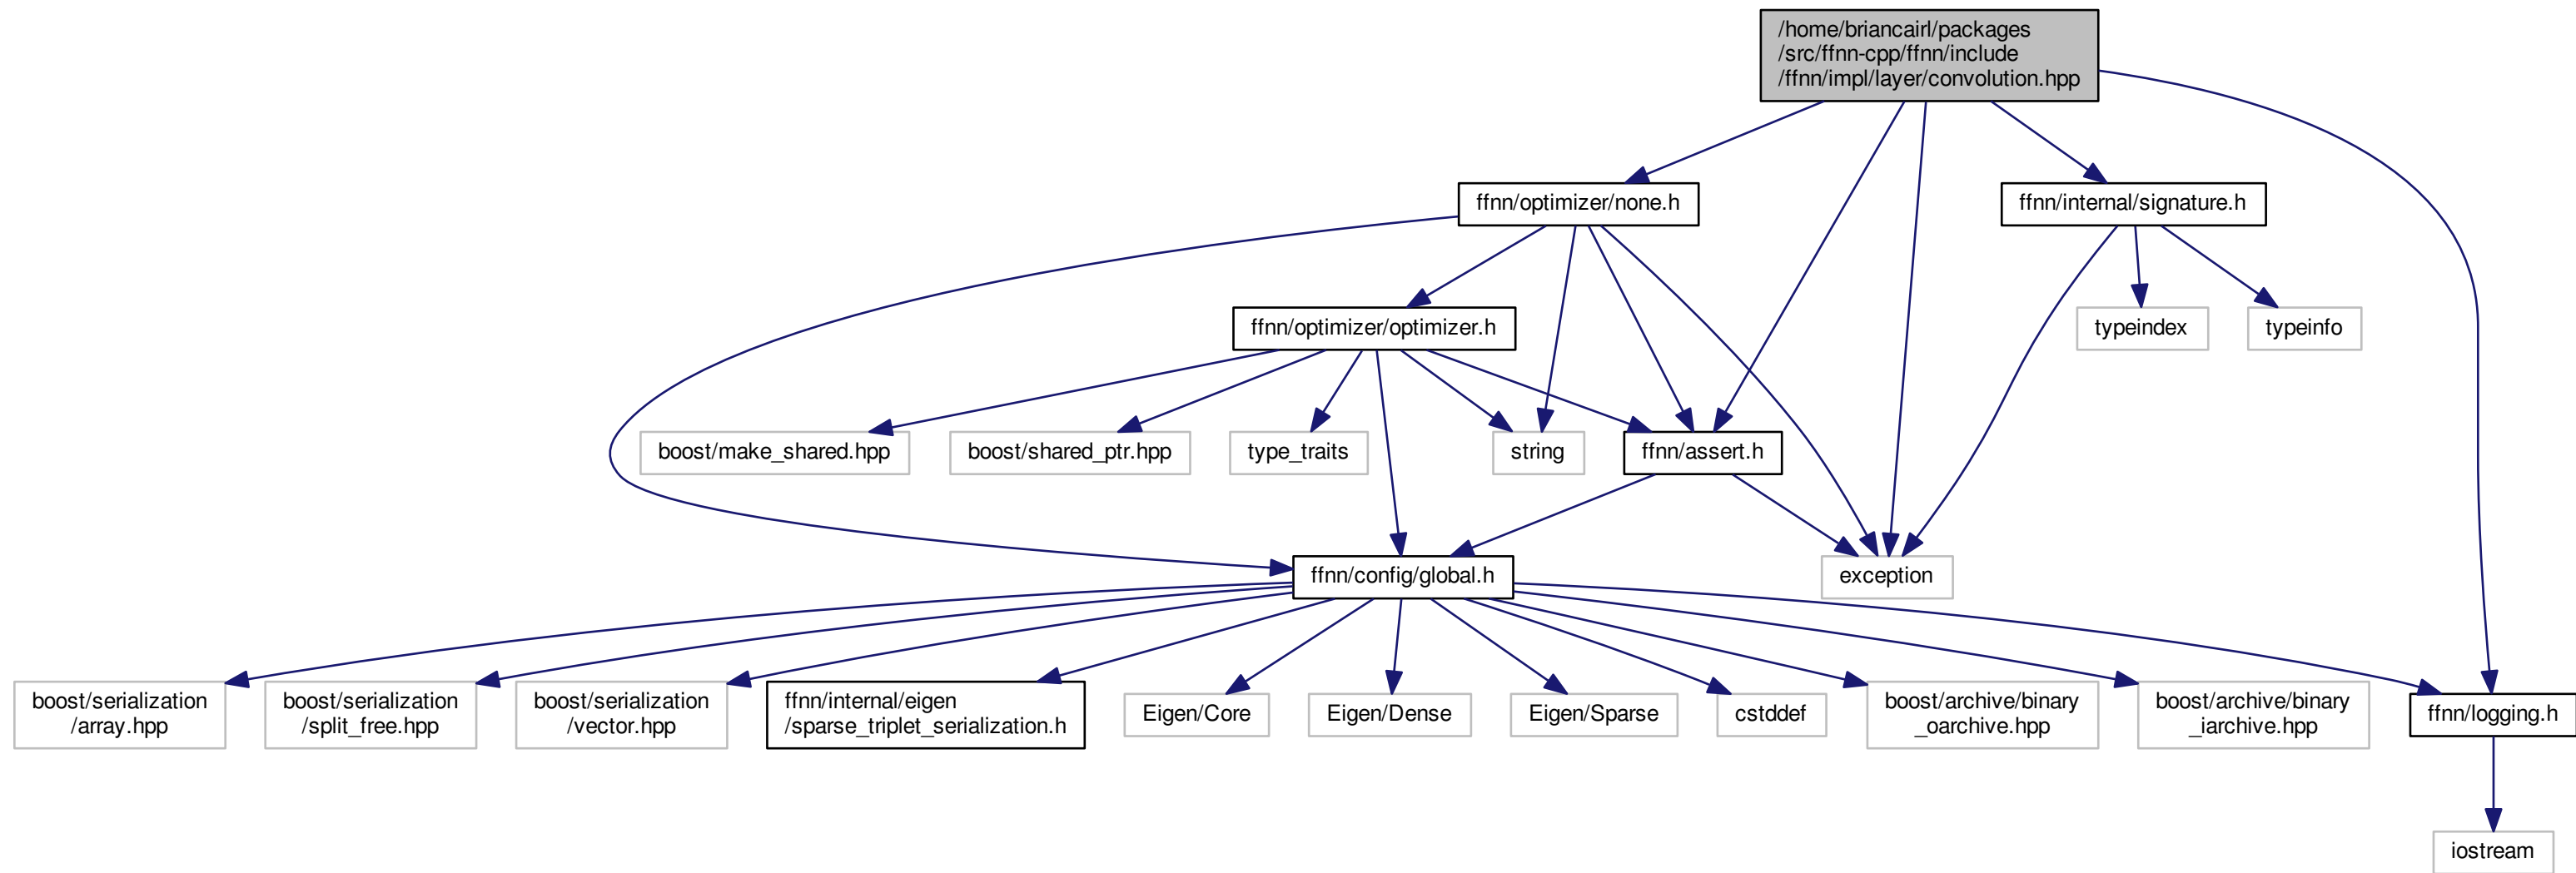 /home/briancairl/packages
/src/ffnn-cpp/ffnn/include
/ffnn/impl/layer/convolution.hpp
ffnn/optimizer/none.h
ffnn/internal/signature.h
ffnn/optimizer/optimizer.h
typeindex
typeinfo
boost/make_shared.hpp
boost/shared_ptr.hpp
type_traits
string
ffnn/assert.h
ffnn/config/global.h
exception
boost/serialization
/array.hpp
boost/serialization
/split_free.hpp
boost/serialization
/vector.hpp
ffnn/internal/eigen
/sparse_triplet_serialization.h
Eigen/Core
Eigen/Dense
Eigen/Sparse
cstddef
boost/archive/binary
_oarchive.hpp
boost/archive/binary
_iarchive.hpp
ffnn/logging.h
iostream